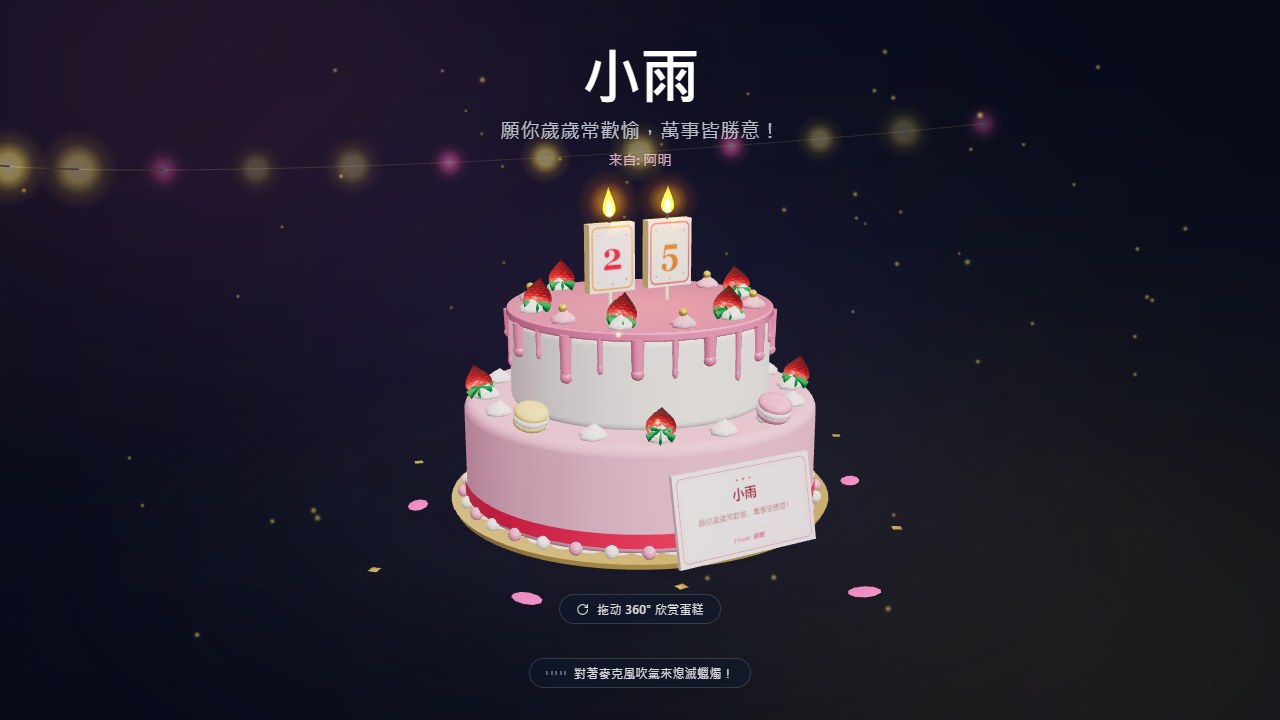 小雨
願你歲歲常歡愉，萬事皆勝意！
来自: 阿明
2 5
小雨
願你歲歲常歡愉，萬事皆勝意！
From: 阿明
拖动 360° 欣赏蛋糕
對著麥克風吹氣來熄滅蠟燭！